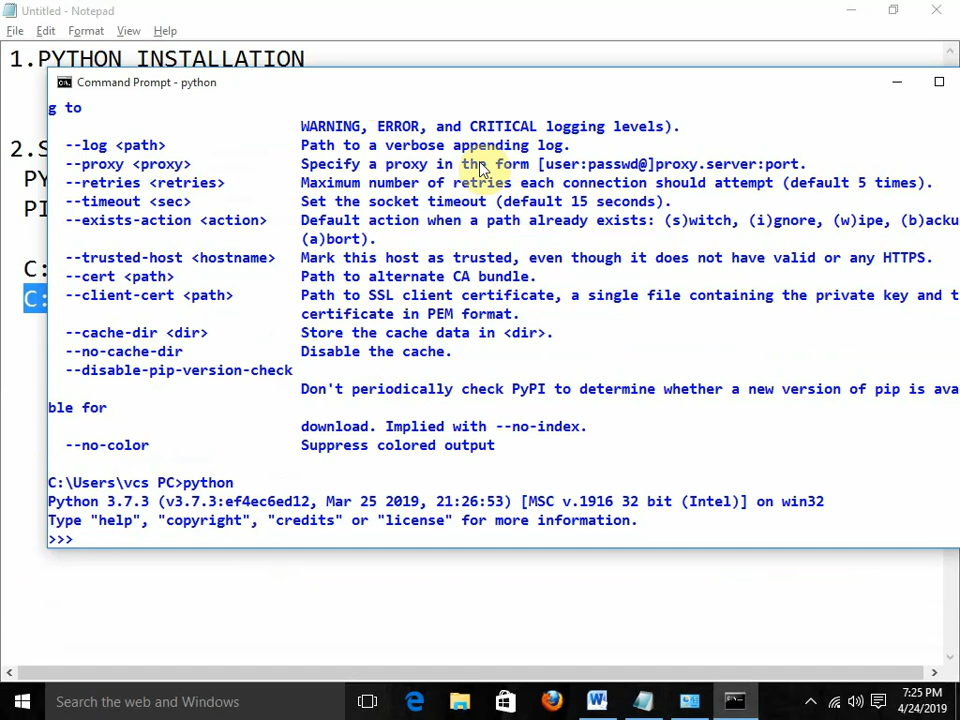 Untitled - Notepad
File Edit Format View Help
1.PYTHON INSTALLATION
2.S
PY
PI
C:
C:
Command Prompt - python
g to
WARNING, ERROR, and CRITICAL logging levels).
--log <path> Path to a verbose appending log.
--proxy <proxy> Specify a proxy in the form [user:passwd@]proxy.server:port.
--retries <retries> Maximum number of retries each connection should attempt (default 5 times).
--timeout <sec> Set the socket timeout (default 15 seconds).
--exists-action <action> Default action when a path already exists: (s)witch, (i)gnore, (w)ipe, (b)acku
(a)bort).
--trusted-host <hostname> Mark this host as trusted, even though it does not have valid or any HTTPS.
--cert <path> Path to alternate CA bundle.
--client-cert <path> Path to SSL client certificate, a single file containing the private key and t
certificate in PEM format.
--cache-dir <dir> Store the cache data in <dir>.
--no-cache-dir Disable the cache.
--disable-pip-version-check
Don't periodically check PyPI to determine whether a new version of pip is ava
ble for
download. Implied with --no-index.
--no-color Suppress colored output
C:\Users\vcs PC>python
Python 3.7.3 (v3.7.3:ef4ec6ed12, Mar 25 2019, 21:26:53) [MSC v.1916 32 bit (Intel)] on win32
Type "help", "copyright", "credits" or "license" for more information.
>>>
Search the web and Windows
7:25 PM
4/24/2019